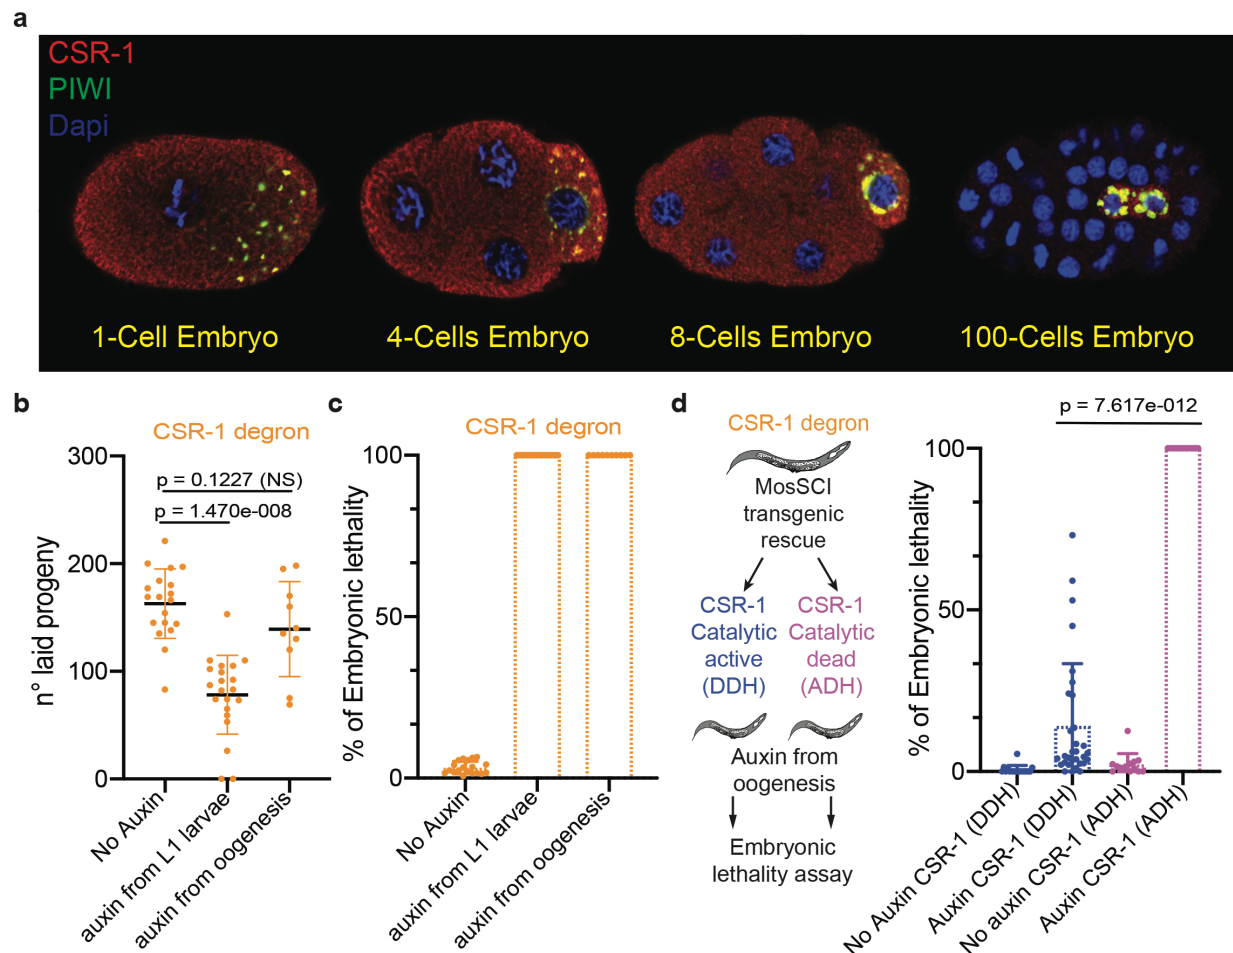 a
CSR-1
PIWI
Dapi
1-Cell Embryo
4-Cells Embryo
8-Cells Embryo
100-Cells Embryo
b
CSR-1 degron
300
200
100
0
n° laid progeny
p = 0.1227 (NS)
p = 1.470e-008
No Auxin
auxin from L1 larvae
auxin from oogenesis
c
CSR-1 degron
100
50
0
% of Embryonic lethality
No Auxin
auxin from L1 larvae
auxin from oogenesis
d
CSR-1 degron
MosSCI
transgenic
rescue
CSR-1
Catalytic
active
(DDH)
CSR-1
Catalytic
dead
(ADH)
Auxin from
oogenesis
Embryonic
lethality assay
p = 7.617e-012
100
50
0
% of Embryonic lethality
No Auxin CSR-1 (DDH)
Auxin CSR-1 (DDH)
No auxin CSR-1 (ADH)
Auxin CSR-1 (ADH)